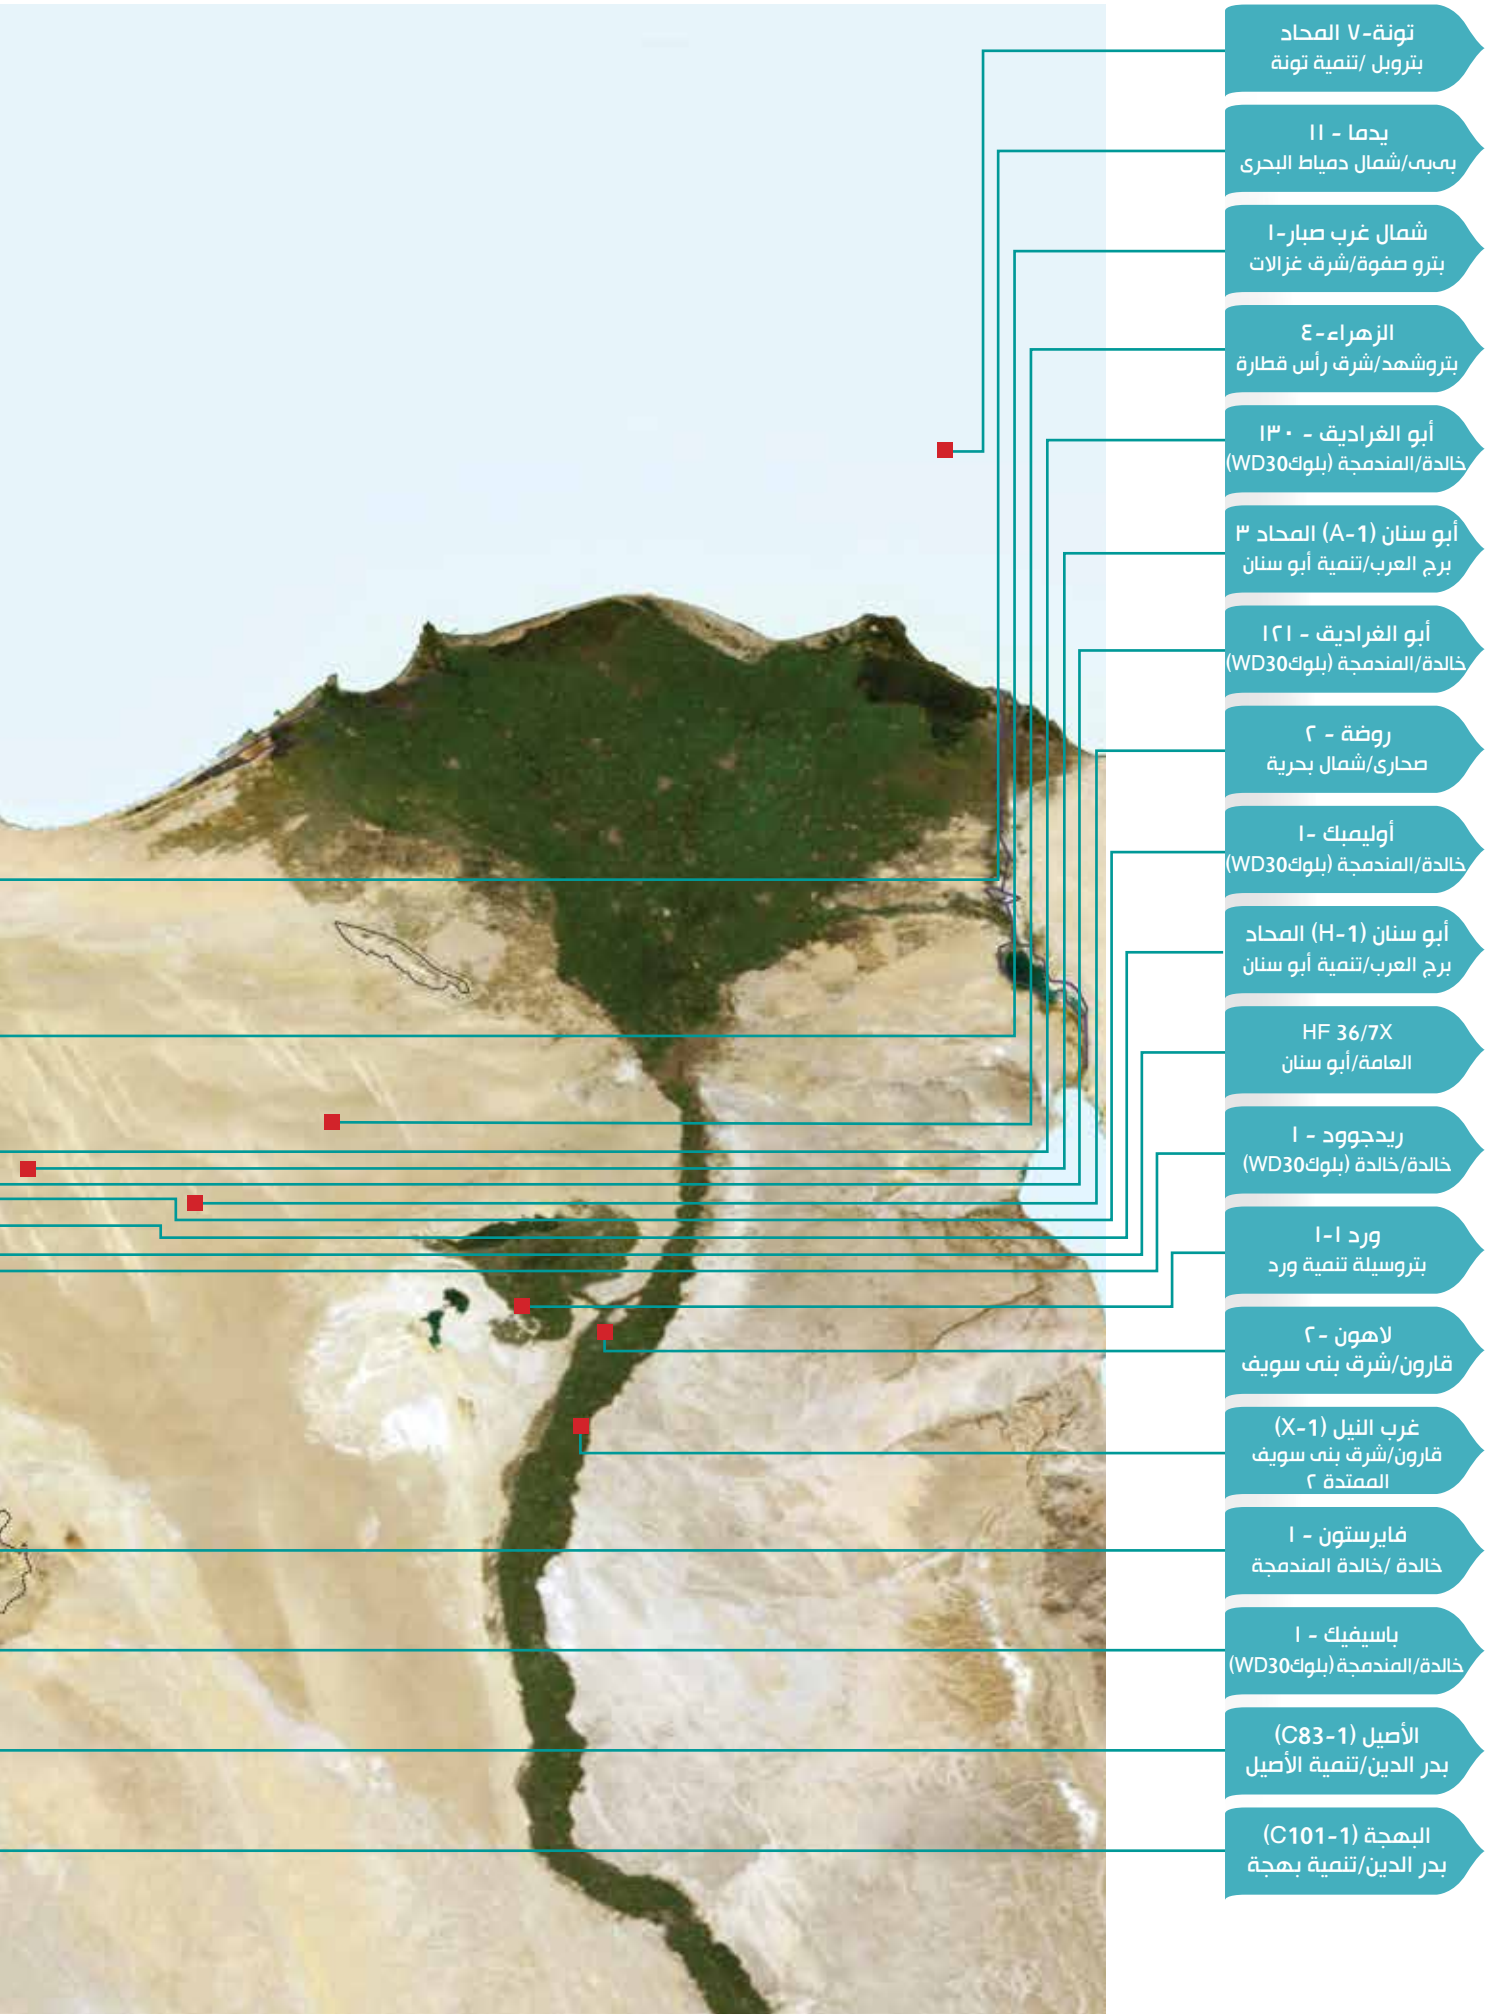 تونة-٧ المحاد
بتروبل /تنمية تونة
يدما - ١١
بى‌بى/شمال دمياط البحرى
شمال غرب صبار-١
بترو صفوة/شرق غزالات
الزهراء-٤
بتروشهد/شرق رأس قطارة
أبو الغراديق - ١٣٠
خالدة/المندمجة (بلوكWD30)
أبو سنان (A-1) المحاد ٣
برج العرب/تنمية أبو سنان
أبو الغراديق - ١٢١
خالدة/المندمجة (بلوكWD30)
روضة - ٢
صحارى/شمال بحرية
أوليمبك -١
خالدة/المندمجة (بلوكWD30)
أبو سنان (H-1) المحاد
برج العرب/تنمية أبو سنان
HF 36/7X
العامة/أبو سنان
ريدجوود - ١
خالدة/خالدة (بلوكWD30)
ورد ١-١
بتروسيلة تنمية ورد
لاهون -٢
قارون/شرق بنى سويف
غرب النيل (X-1)
قارون/شرق بنى سويف
الممتدة ٢
فايرستون - ١
خالدة /خالدة المندمجة
باسيفيك - ١
خالدة/المندمجة(بلوكWD30)
الأصيل (C83-1)
بدر الدين/تنمية الأصيل
البهجة (C101-1)
بدر الدين/تنمية بهجة